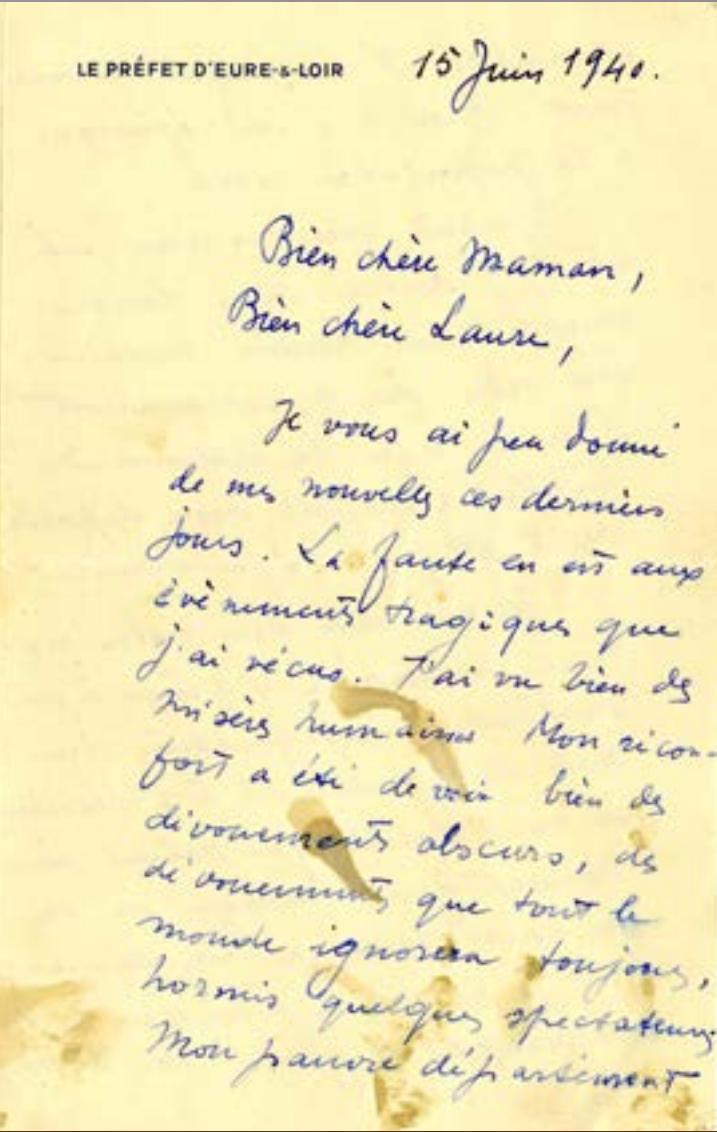 LE PRÉFET D'EURE-&-LOIR 15 Juin 1940.
Bien chère Maman,
Bien chère Laure,
Je vous ai peu donné
de mes nouvelles ces derniers
jours. La faute en est aux
évènements tragiques que
j'ai vécus. J'ai vu bien des
misères humaines Mon récon-
fort a été de voir bien des
dévouements obscurs, des
dévouements que tout le
monde ignorera toujours,
hormis quelques spectateurs.
Mon pauvre département